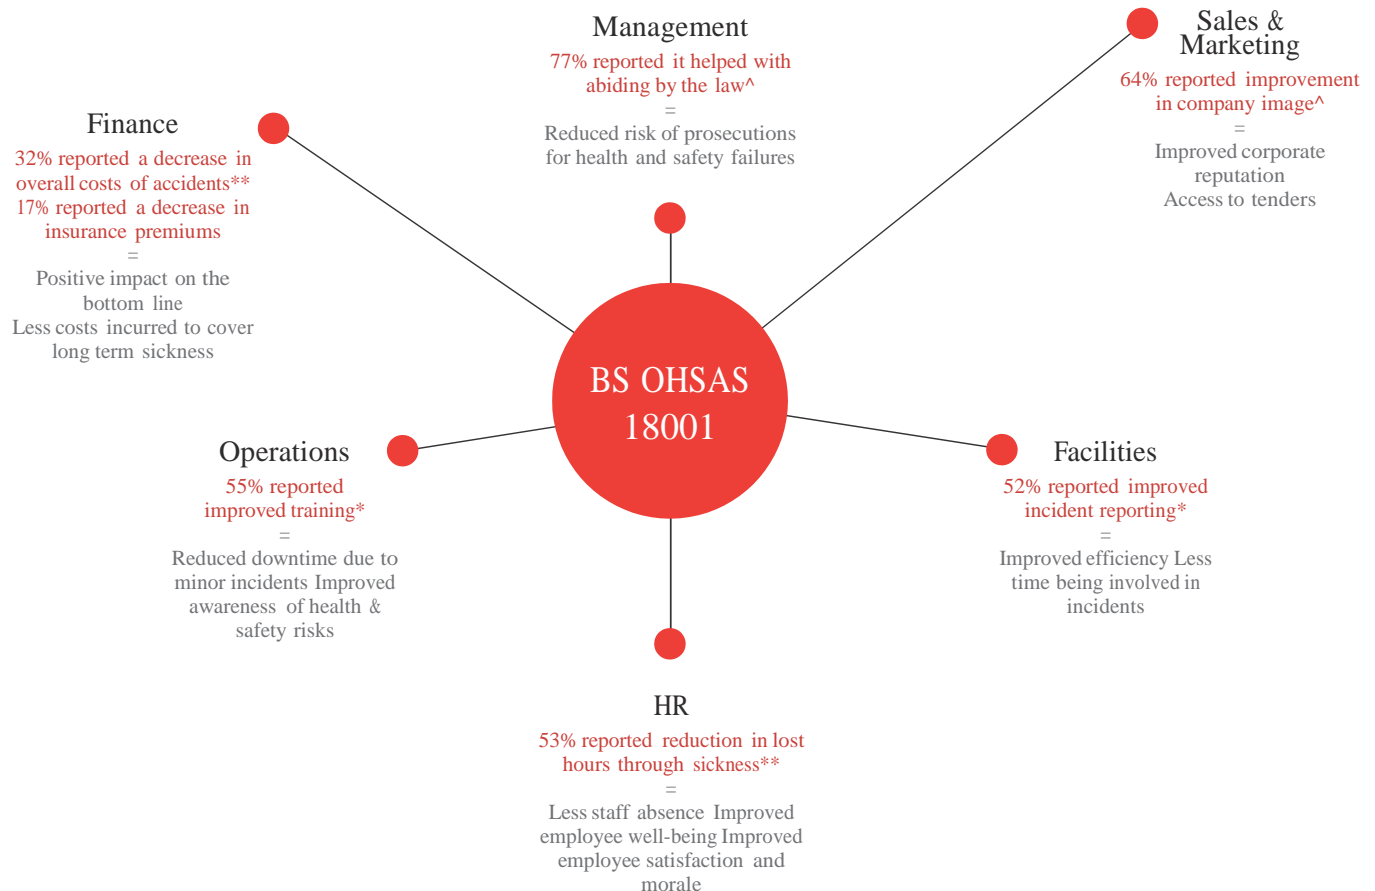 Management
77% reported it helped with
abiding by the law^
=
Reduced risk of prosecutions
for health and safety failures
Sales &
Marketing
64% reported improvement
in company image^
=
Improved corporate
reputation
Access to tenders
Finance
32% reported a decrease in
overall costs of accidents**
17% reported a decrease in
insurance premiums
=
Positive impact on the
bottom line
Less costs incurred to cover
long term sickness
BS OHSAS
18001
Operations
55% reported
improved training*
=
Reduced downtime due to
minor incidents Improved
awareness of health &
safety risks
Facilities
52% reported improved
incident reporting*
=
Improved efficiency Less
time being involved in
incidents
HR
53% reported reduction in lost
hours through sickness**
=
Less staff absence Improved
employee well-being Improved
employee satisfaction and
morale